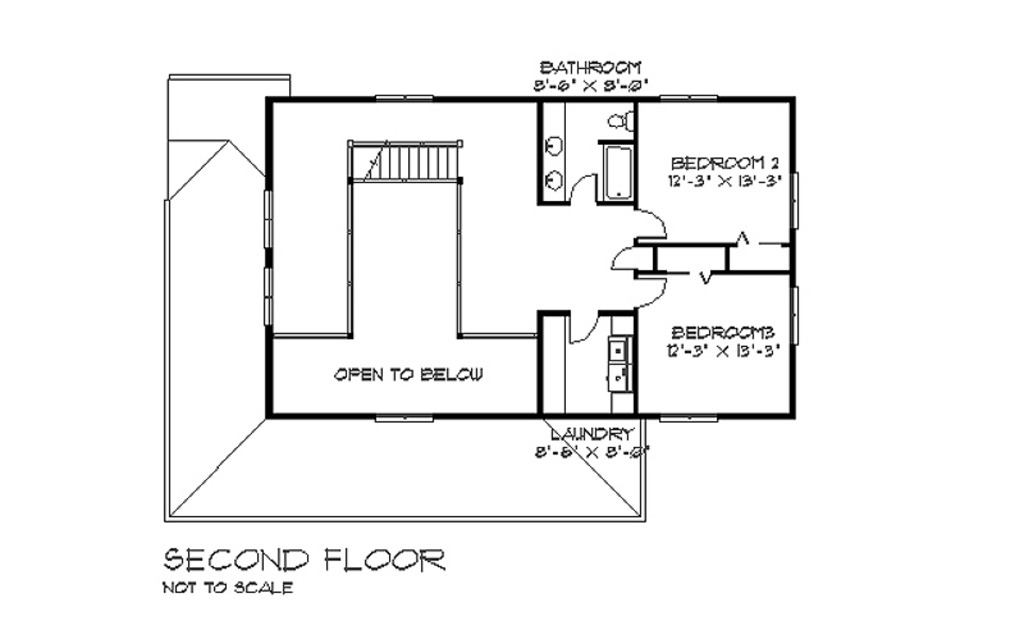 BATHROOM
8'-6" X 8'-0"
BEDROOM 2
12'-3" X 13'-3"
BEDROOM3
12'-3" X 13'-3"
OPEN TO BELOW
LAUNDRY
8'-6" X 8'-0"
SECOND FLOOR
NOT TO SCALE